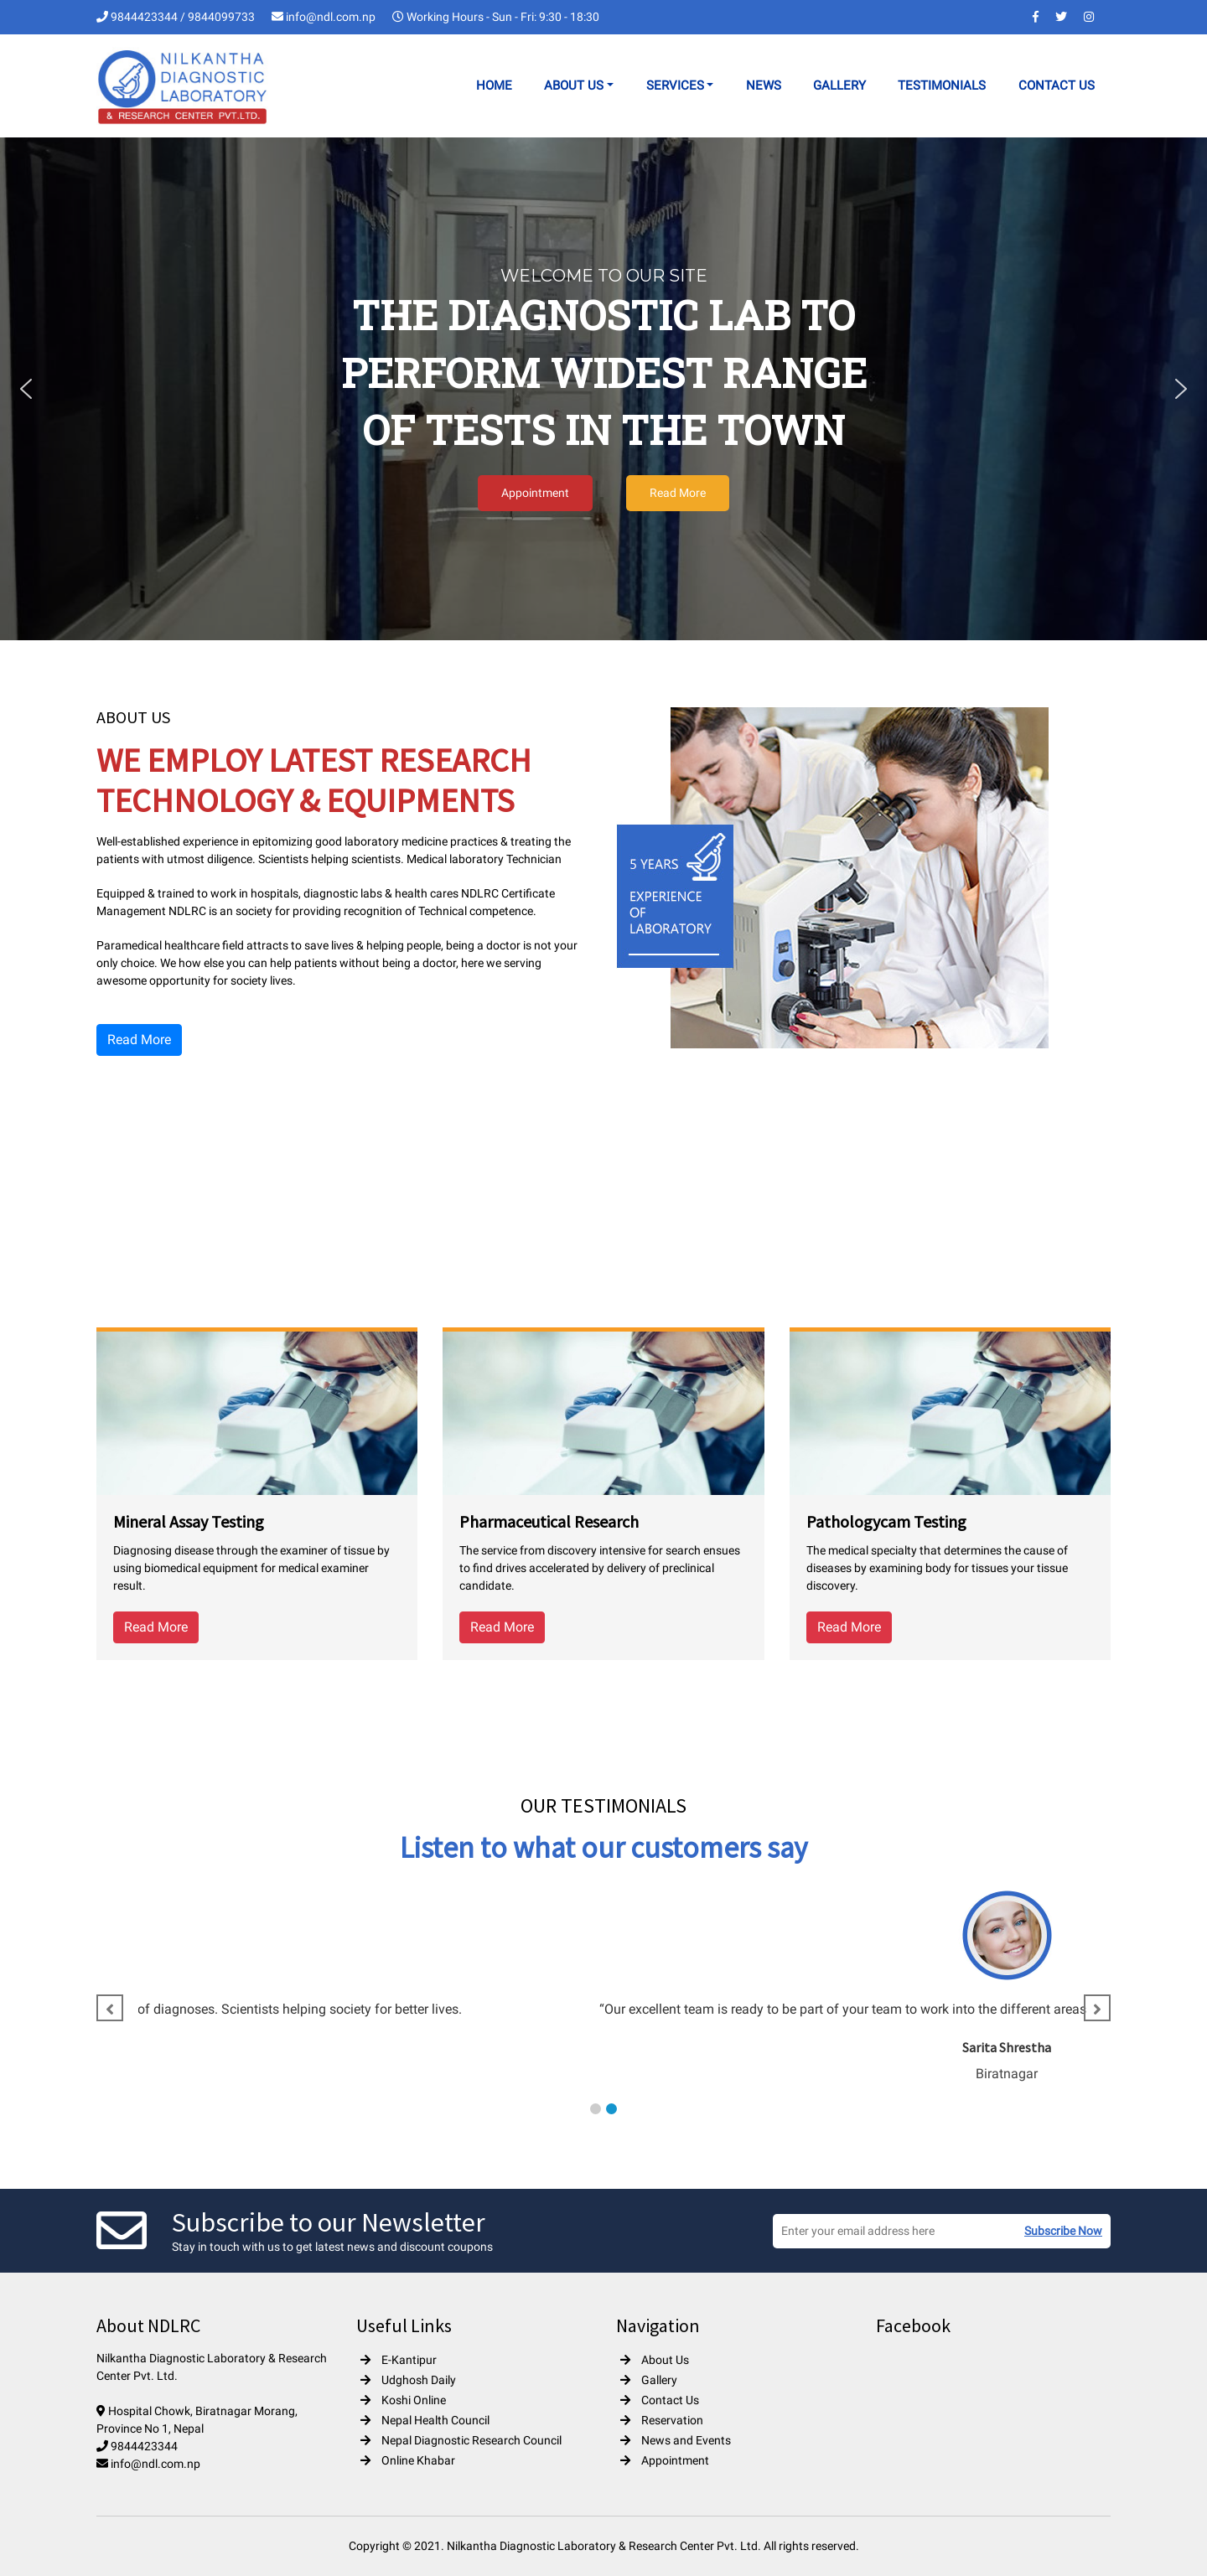 9844423344 / 9844099733 info@ndl.com.np Working Hours - Sun - Fri: 9:30 - 18:30
NILKANTHA
DIAGNOSTIC
LABORATORY
& RESEARCH CENTER PVT.LTD.
HOME ABOUT US SERVICES NEWS GALLERY TESTIMONIALS CONTACT US
WELCOME TO OUR SITE
THE DIAGNOSTIC LAB TO
PERFORM WIDEST RANGE
OF TESTS IN THE TOWN
Appointment Read More
ABOUT US
WE EMPLOY LATEST RESEARCH
TECHNOLOGY & EQUIPMENTS
Well-established experience in epitomizing good laboratory medicine practices & treating the
patients with utmost diligence. Scientists helping scientists. Medical laboratory Technician
Equipped & trained to work in hospitals, diagnostic labs & health cares NDLRC Certificate
Management NDLRC is an society for providing recognition of Technical competence.
Paramedical healthcare field attracts to save lives & helping people, being a doctor is not your
only choice. We how else you can help patients without being a doctor, here we serving
awesome opportunity for society lives.
Read More
5 YEARS
EXPERIENCE
OF
LABORATORY
Mineral Assay Testing
Diagnosing disease through the examiner of tissue by
using biomedical equipment for medical examiner
result.
Read More
Pharmaceutical Research
The service from discovery intensive for search ensues
to find drives accelerated by delivery of preclinical
candidate.
Read More
Pathologycam Testing
The medical specialty that determines the cause of
diseases by examining body for tissues your tissue
discovery.
Read More
OUR TESTIMONIALS
Listen to what our customers say
of diagnoses. Scientists helping society for better lives.
“Our excellent team is ready to be part of your team to work into the different areas
Sarita Shrestha
Biratnagar
Subscribe to our Newsletter
Stay in touch with us to get latest news and discount coupons
Enter your email address here Subscribe Now
About NDLRC
Nilkantha Diagnostic Laboratory & Research
Center Pvt. Ltd.
Hospital Chowk, Biratnagar Morang,
Province No 1, Nepal
9844423344
info@ndl.com.np
Useful Links
E-Kantipur
Udghosh Daily
Koshi Online
Nepal Health Council
Nepal Diagnostic Research Council
Online Khabar
Navigation
About Us
Gallery
Contact Us
Reservation
News and Events
Appointment
Facebook
Copyright © 2021. Nilkantha Diagnostic Laboratory & Research Center Pvt. Ltd. All rights reserved.